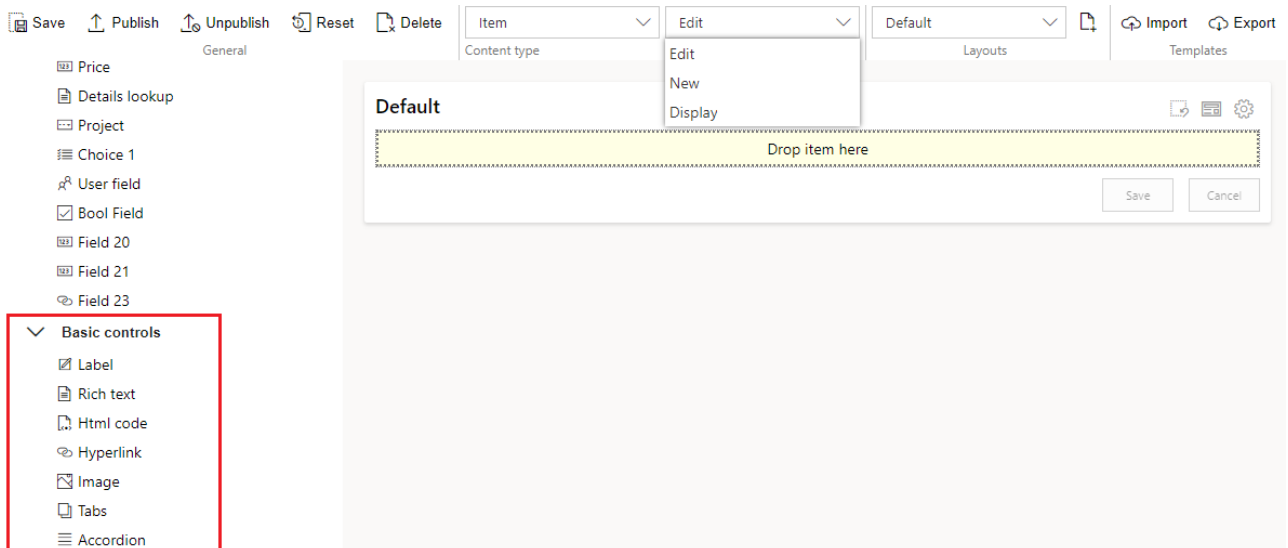 Save Publish Unpublish Reset Delete Item Edit Default Import Export
General Content type Layouts Templates
Edit
New
Display
Price
Details lookup
Project
Choice 1
User field
Bool Field
Field 20
Field 21
Field 23
Basic controls
Label
Rich text
Html code
Hyperlink
Image
Tabs
Accordion
Default
Drop item here
Save Cancel